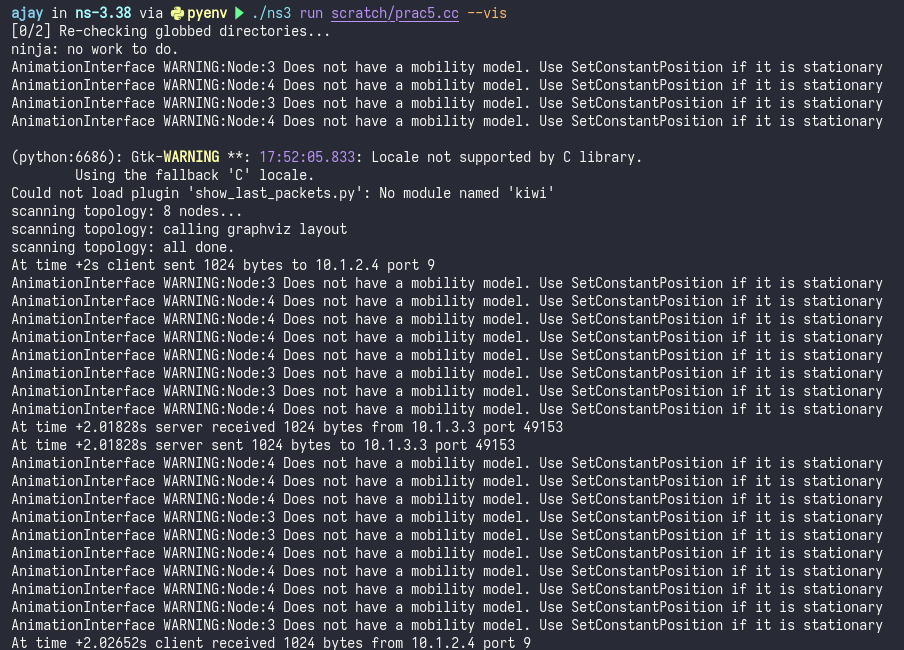 ajay in ns-3.38 via pyenv ./ns3 run scratch/prac5.cc --vis
[0/2] Re-checking globbed directories...
ninja: no work to do.
AnimationInterface WARNING:Node:3 Does not have a mobility model. Use SetConstantPosition if it is stationary
AnimationInterface WARNING:Node:4 Does not have a mobility model. Use SetConstantPosition if it is stationary
AnimationInterface WARNING:Node:3 Does not have a mobility model. Use SetConstantPosition if it is stationary
AnimationInterface WARNING:Node:4 Does not have a mobility model. Use SetConstantPosition if it is stationary
(python:6686): Gtk-WARNING **: 17:52:05.833: Locale not supported by C library.
Using the fallback 'C' locale.
Could not load plugin 'show_last_packets.py': No module named 'kiwi'
scanning topology: 8 nodes...
scanning topology: calling graphviz layout
scanning topology: all done.
At time +2s client sent 1024 bytes to 10.1.2.4 port 9
AnimationInterface WARNING:Node:3 Does not have a mobility model. Use SetConstantPosition if it is stationary
AnimationInterface WARNING:Node:4 Does not have a mobility model. Use SetConstantPosition if it is stationary
AnimationInterface WARNING:Node:4 Does not have a mobility model. Use SetConstantPosition if it is stationary
AnimationInterface WARNING:Node:4 Does not have a mobility model. Use SetConstantPosition if it is stationary
AnimationInterface WARNING:Node:4 Does not have a mobility model. Use SetConstantPosition if it is stationary
AnimationInterface WARNING:Node:3 Does not have a mobility model. Use SetConstantPosition if it is stationary
AnimationInterface WARNING:Node:3 Does not have a mobility model. Use SetConstantPosition if it is stationary
AnimationInterface WARNING:Node:4 Does not have a mobility model. Use SetConstantPosition if it is stationary
At time +2.01828s server received 1024 bytes from 10.1.3.3 port 49153
At time +2.01828s server sent 1024 bytes to 10.1.3.3 port 49153
AnimationInterface WARNING:Node:4 Does not have a mobility model. Use SetConstantPosition if it is stationary
AnimationInterface WARNING:Node:4 Does not have a mobility model. Use SetConstantPosition if it is stationary
AnimationInterface WARNING:Node:4 Does not have a mobility model. Use SetConstantPosition if it is stationary
AnimationInterface WARNING:Node:3 Does not have a mobility model. Use SetConstantPosition if it is stationary
AnimationInterface WARNING:Node:3 Does not have a mobility model. Use SetConstantPosition if it is stationary
AnimationInterface WARNING:Node:4 Does not have a mobility model. Use SetConstantPosition if it is stationary
AnimationInterface WARNING:Node:4 Does not have a mobility model. Use SetConstantPosition if it is stationary
AnimationInterface WARNING:Node:4 Does not have a mobility model. Use SetConstantPosition if it is stationary
AnimationInterface WARNING:Node:4 Does not have a mobility model. Use SetConstantPosition if it is stationary
AnimationInterface WARNING:Node:3 Does not have a mobility model. Use SetConstantPosition if it is stationary
At time +2.02652s client received 1024 bytes from 10.1.2.4 port 9